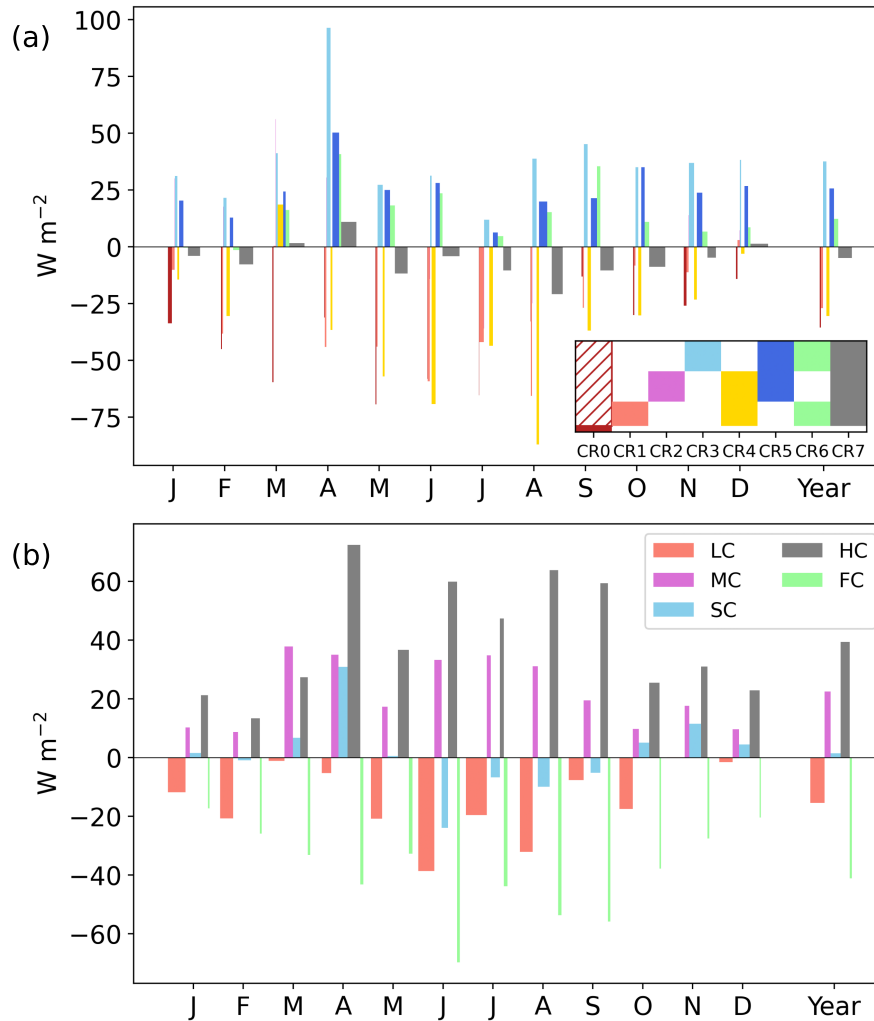 (a)
W m⁻²
100
75
50
25
0
−25
−50
−75
CR0 CR1 CR2 CR3 CR4 CR5 CR6 CR7
J F M A M J J A S O N D Year
(b)
W m⁻²
LC HC
MC FC
SC
60
40
20
0
−20
−40
−60
J F M A M J J A S O N D Year